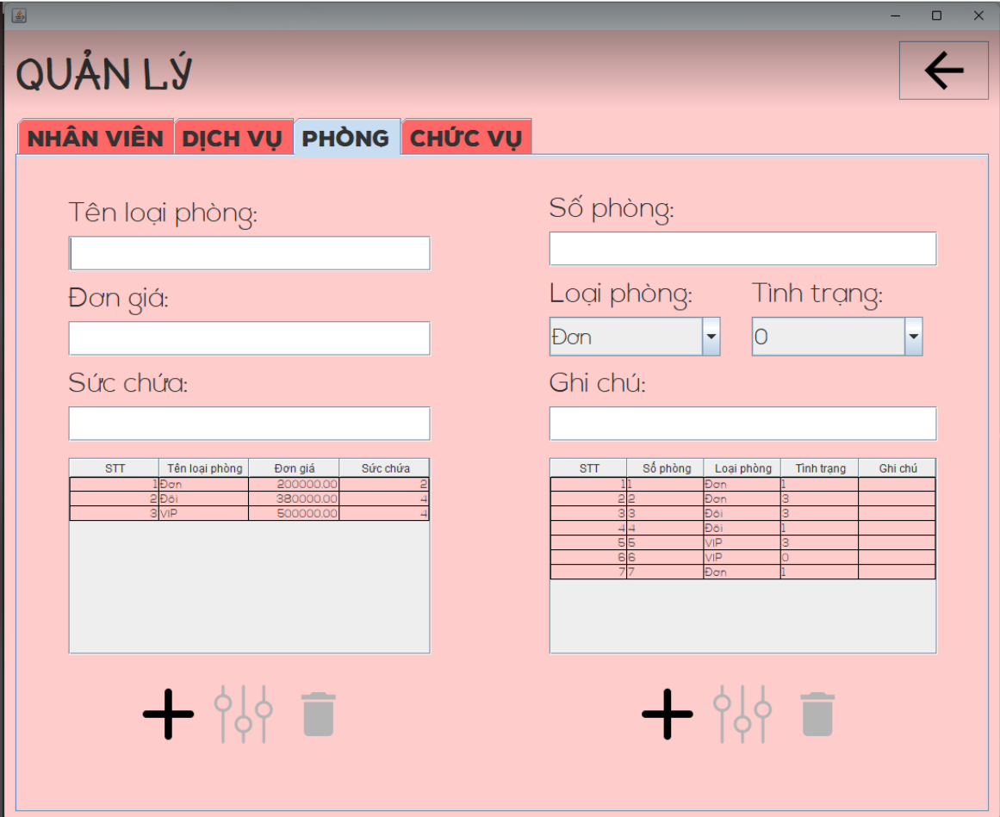 QUẢN LÝ
NHÂN VIÊN DỊCH VỤ PHÒNG CHỨC VỤ
Tên loại phòng:
Đơn giá:
Sức chứa:
STT Tên loại phòng Đơn giá Sức chứa
1 Đơn 200000.00 2
2 Đôi 380000.00 4
3 VIP 500000.00 4
Số phòng:
Loại phòng: Tình trạng:
Đơn 0
Ghi chú:
STT Số phòng Loại phòng Tình trạng Ghi chú
1 1 Đơn 1
2 2 Đơn 3
3 3 Đôi 3
4 4 Đôi 1
5 5 VIP 3
6 6 VIP 0
7 7 Đơn 1